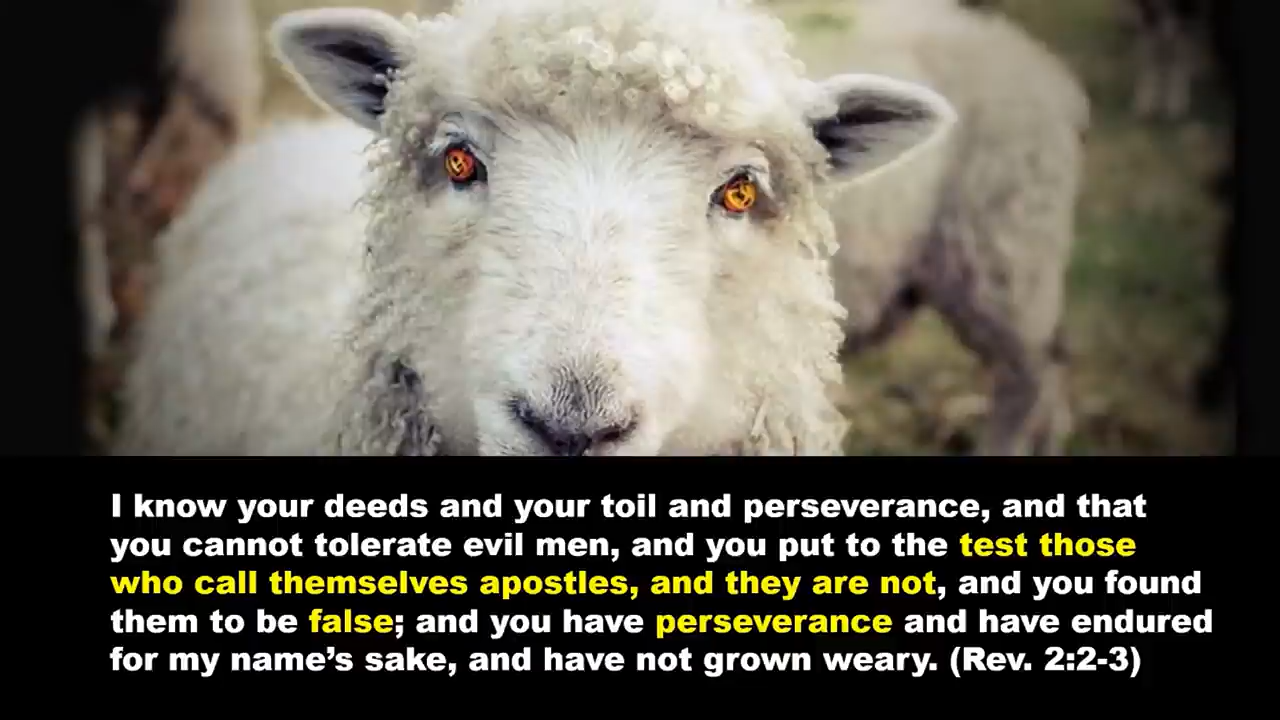 I know your deeds and your toil and perseverance, and that
you cannot tolerate evil men, and you put to the test those
who call themselves apostles, and they are not, and you found
them to be false; and you have perseverance and have endured
for my name’s sake, and have not grown weary. (Rev. 2:2-3)